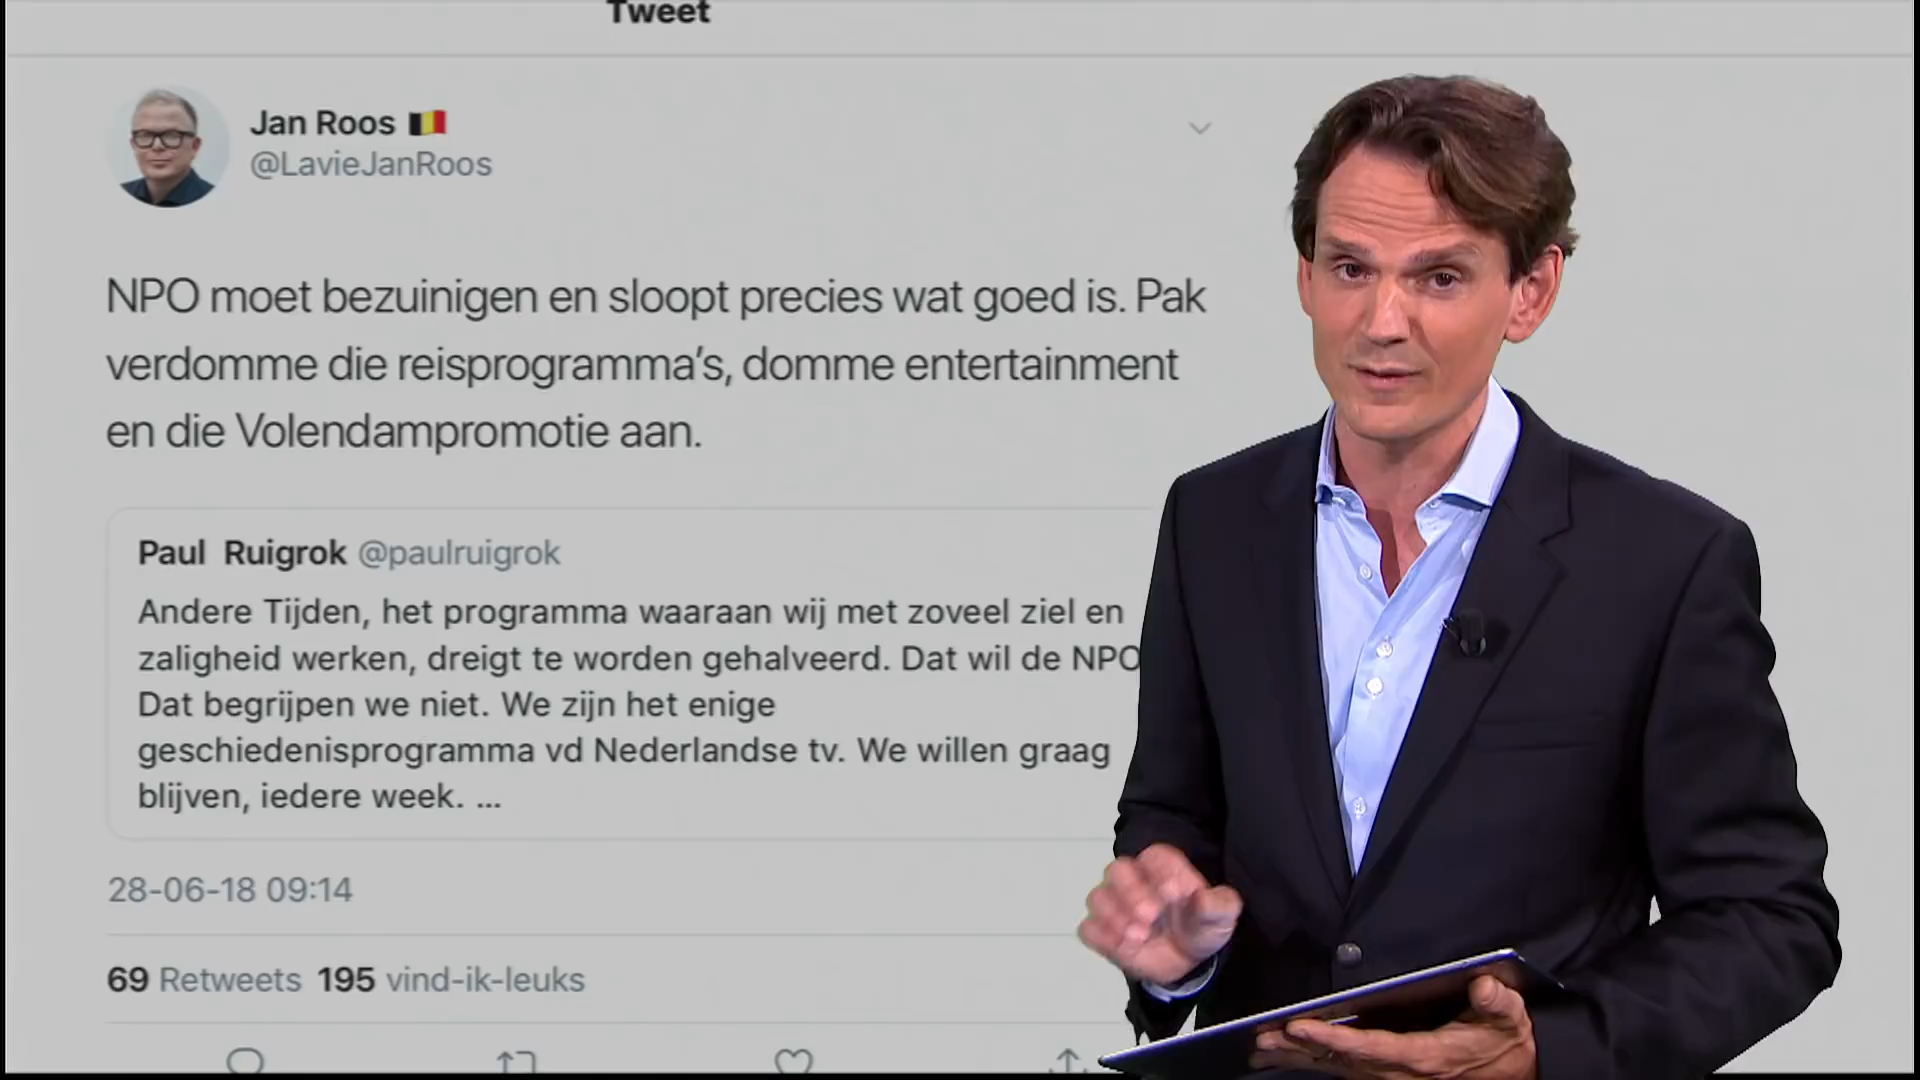 Tweet
Jan Roos 🇧🇪
@LavieJanRoos
NPO moet bezuinigen en sloopt precies wat goed is. Pak
verdomme die reisprogramma's, domme entertainment
en die Volendampromotie aan.
Paul Ruigrok @paulruigrok
Andere Tijden, het programma waaraan wij met zoveel ziel en
zaligheid werken, dreigt te worden gehalveerd. Dat wil de NPO
Dat begrijpen we niet. We zijn het enige
geschiedenisprogramma vd Nederlandse tv. We willen graag
blijven, iedere week. ...
28-06-18 09:14
69 Retweets 195 vind-ik-leuks